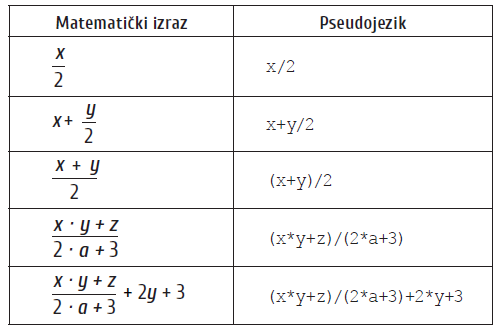 Matematički izraz Pseudojezik
x
2
x/2
x + y
2
x+y/2
x + y
2
(x+y)/2
x · y + z
2 · a + 3
(x*y+z)/(2*a+3)
x · y + z
2 · a + 3
+ 2y + 3
(x*y+z)/(2*a+3)+2*y+3